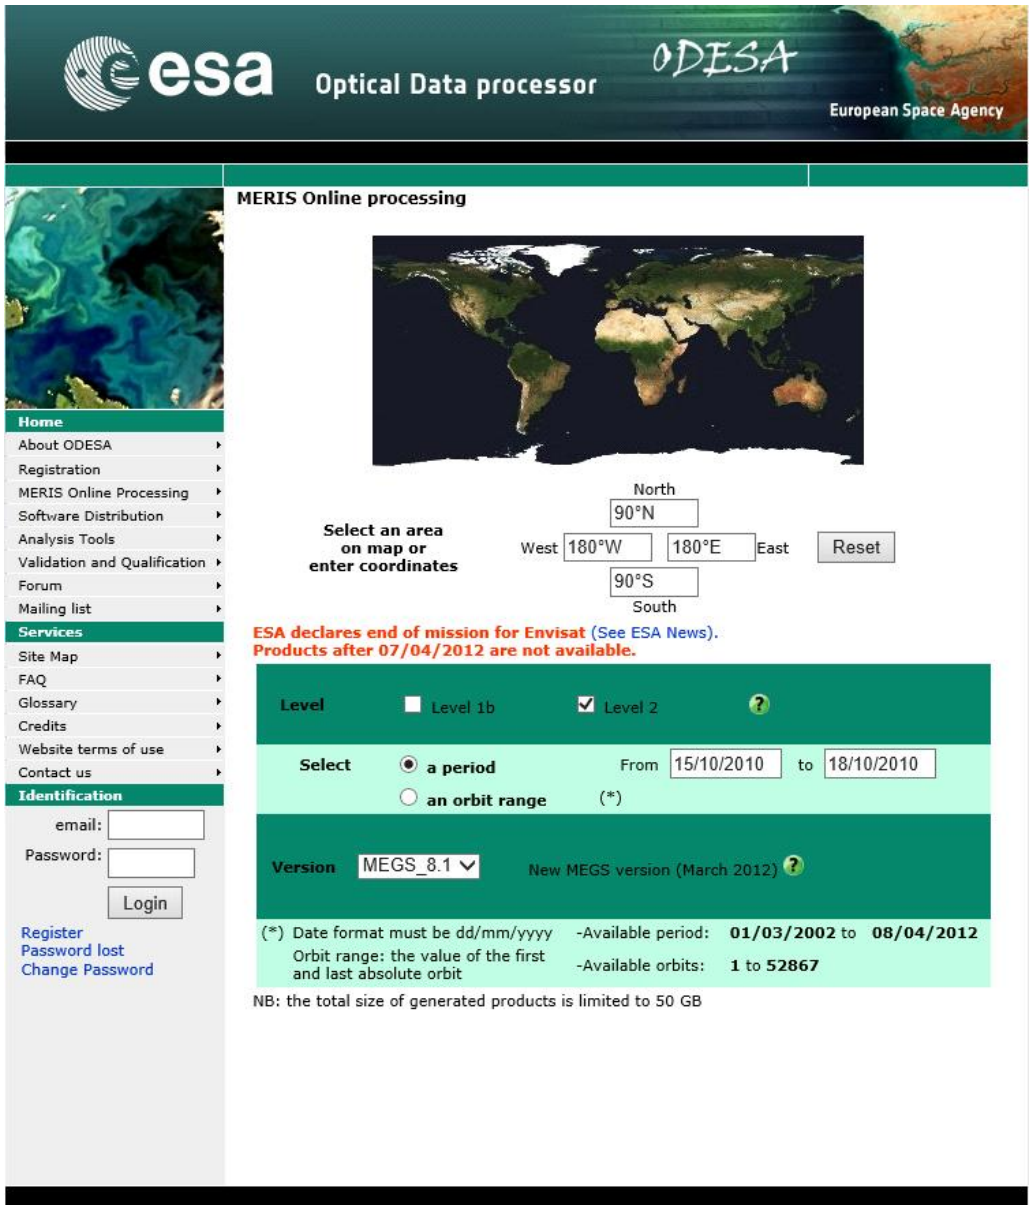 esa
Optical Data processor
ODESA
European Space Agency
MERIS Online processing
Home
About ODESA
Registration
MERIS Online Processing
Software Distribution
Analysis Tools
Validation and Qualification
Forum
Mailing list
Services
Site Map
FAQ
Glossary
Credits
Website terms of use
Contact us
Identification
email:
Password:
Login
Register
Password lost
Change Password
North
90°N
Select an area
on map or
enter coordinates
West 180°W 180°E East Reset
90°S
South
ESA declares end of mission for Envisat (See ESA News).
Products after 07/04/2012 are not available.
Level Level 1b Level 2 ?
Select a period From 15/10/2010 to 18/10/2010
an orbit range (*)
Version MEGS_8.1 New MEGS version (March 2012) ?
(*) Date format must be dd/mm/yyyy -Available period: 01/03/2002 to 08/04/2012
Orbit range: the value of the first
and last absolute orbit -Available orbits: 1 to 52867
NB: the total size of generated products is limited to 50 GB